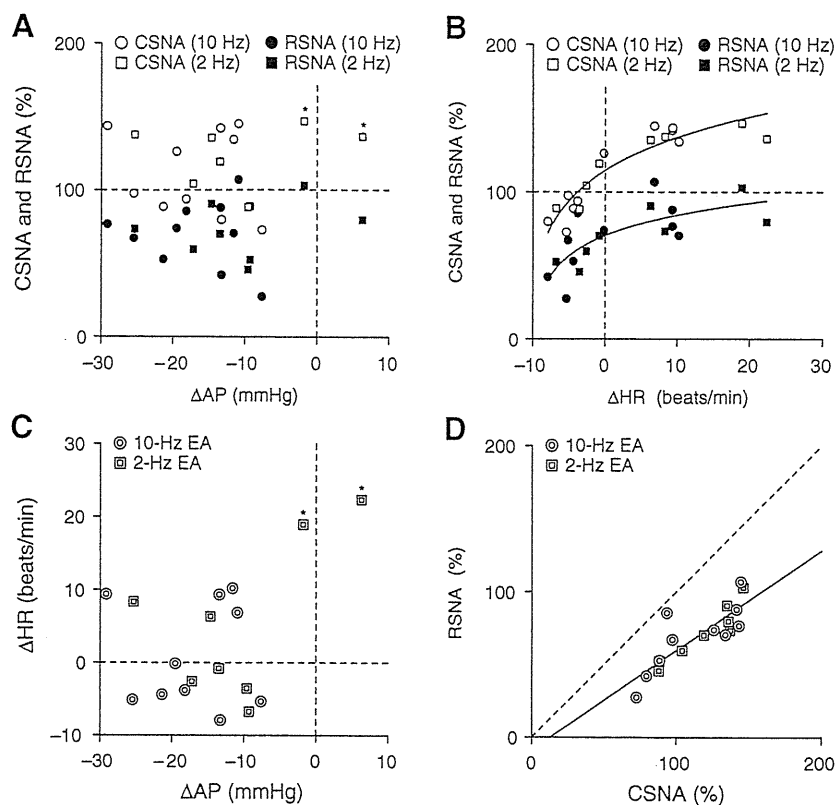 A
○ CSNA (10 Hz) ● RSNA (10 Hz)
□ CSNA (2 Hz) ■ RSNA (2 Hz)
CSNA and RSNA (%)
200
100
0
* *
−30 −20 −10 0 10
ΔAP (mmHg)
B
○ CSNA (10 Hz) ● RSNA (10 Hz)
□ CSNA (2 Hz) ■ RSNA (2 Hz)
CSNA and RSNA (%)
200
100
0
−10 0 10 20 30
ΔHR (beats/min)
C
10-Hz EA
2-Hz EA
ΔHR (beats/min)
30
20
10
0
−10
* *
−30 −20 −10 0 10
ΔAP (mmHg)
D
10-Hz EA
2-Hz EA
RSNA (%)
200
100
0
0 100 200
CSNA (%)